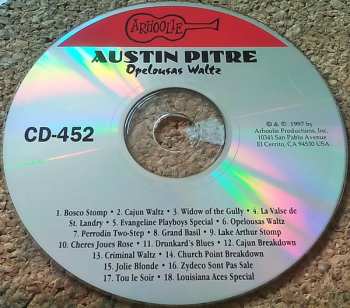 ARHOOLIE
AUSTIN PITRE
Opelousas Waltz
CD-452
℗ & © 1997 by
Arhoolie Productions, Inc.
10341 San Pablo Avenue
El Cerrito, CA 94530 USA
1. Bosco Stomp • 2. Cajun Waltz • 3. Widow of the Gully • 4. La Valse de
St. Landry • 5. Evangeline Playboys Special • 6. Opelousas Waltz
7. Perrodin Two-Step • 8. Grand Basil • 9. Lake Arthur Stomp
10. Cheres Joues Rose • 11. Drunkard's Blues • 12. Cajun Breakdown
13. Criminal Waltz • 14. Church Point Breakdown
15. Jolie Blonde • 16. Zydeco Sont Pas Sale
17. Tou le Soir • 18. Louisiana Aces Special